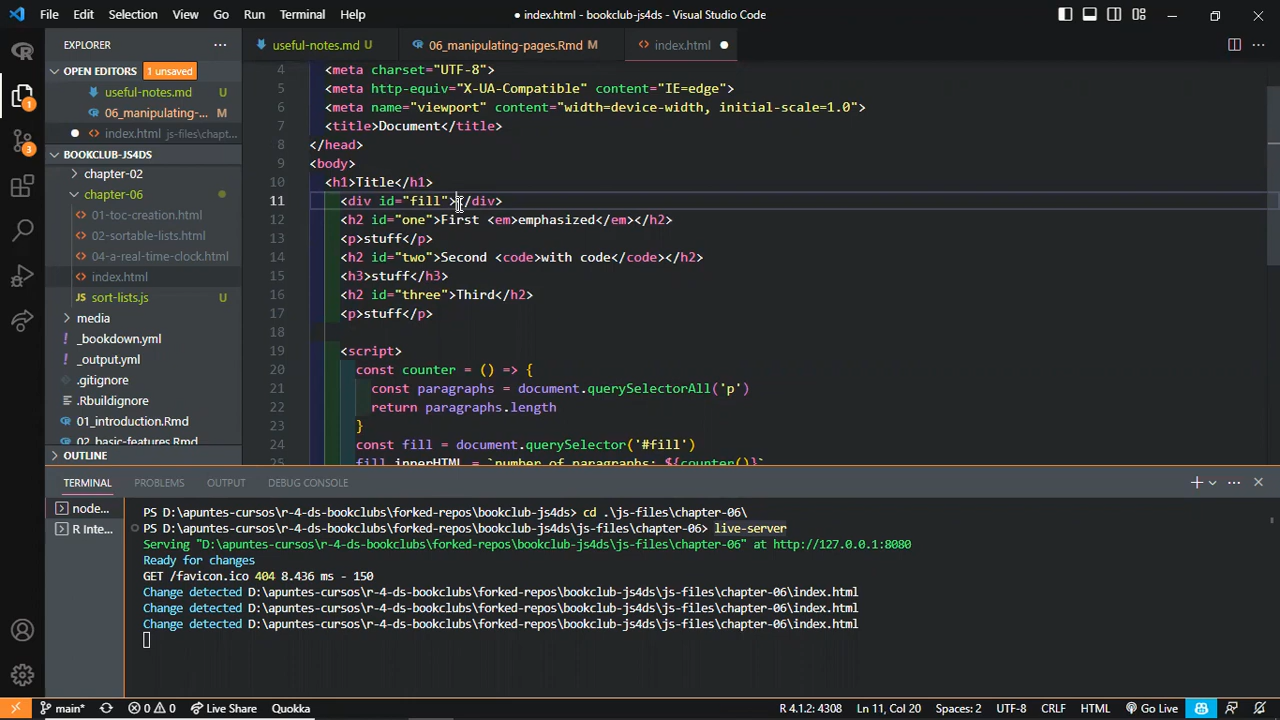 File Edit Selection View Go Run Terminal Help
● index.html - bookclub-js4ds - Visual Studio Code
EXPLORER
useful-notes.md U
06_manipulating-pages.Rmd M
index.html
OPEN EDITORS 1 unsaved
useful-notes.md U
06_manipulating-... M
index.html js-files\chapt...
BOOKCLUB-JS4DS
chapter-02
chapter-06
01-toc-creation.html
02-sortable-lists.html
04-a-real-time-clock.html
index.html
sort-lists.js
media
_bookdown.yml
_output.yml
.gitignore
.Rbuildignore
01_introduction.Rmd
02_basic-features.Rmd
OUTLINE
1
3
4 <meta charset="UTF-8">
5 <meta http-equiv="X-UA-Compatible" content="IE=edge">
6 <meta name="viewport" content="width=device-width, initial-scale=1.0">
7 <title>Document</title>
8 </head>
9 <body>
10 <h1>Title</h1>
11 <div id="fill"></div>
12 <h2 id="one">First <em>emphasized</em></h2>
13 <p>stuff</p>
14 <h2 id="two">Second <code>with code</code></h2>
15 <h3>stuff</h3>
16 <h2 id="three">Third</h2>
17 <p>stuff</p>
18
19 <script>
20 const counter = () => {
21 const paragraphs = document.querySelectorAll('p')
22 return paragraphs.length
23 }
24 const fill = document.querySelector('#fill')
25 fill.innerHTML = `number of paragraphs: ${counter()}`
TERMINAL PROBLEMS OUTPUT DEBUG CONSOLE
node...
R Inte...
PS D:\apuntes-cursos\r-4-ds-bookclubs\forked-repos\bookclub-js4ds> cd .\js-files\chapter-06\
PS D:\apuntes-cursos\r-4-ds-bookclubs\forked-repos\bookclub-js4ds\js-files\chapter-06> live-server
Serving "D:\apuntes-cursos\r-4-ds-bookclubs\forked-repos\bookclub-js4ds\js-files\chapter-06" at http://127.0.0.1:8080
Ready for changes
GET /favicon.ico 404 8.436 ms - 150
Change detected D:\apuntes-cursos\r-4-ds-bookclubs\forked-repos\bookclub-js4ds\js-files\chapter-06\index.html
Change detected D:\apuntes-cursos\r-4-ds-bookclubs\forked-repos\bookclub-js4ds\js-files\chapter-06\index.html
Change detected D:\apuntes-cursos\r-4-ds-bookclubs\forked-repos\bookclub-js4ds\js-files\chapter-06\index.html
main* 0 0 Live Share Quokka
R 4.1.2: 4308 Ln 11, Col 20 Spaces: 2 UTF-8 CRLF HTML Go Live